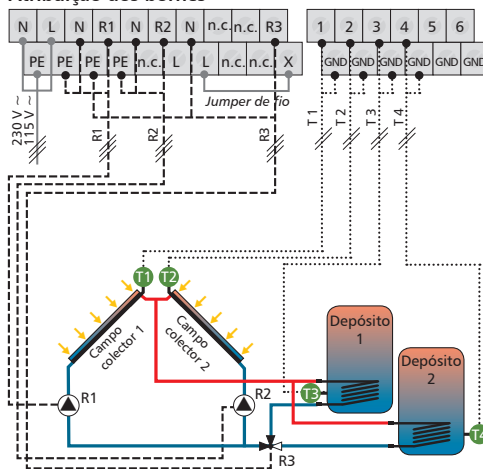 N L N R1 N R2 N n.c. n.c. R3
1 2 3 4 5 6
PE PE PE PE n.c. L L n.c. n.c. X
GND GND GND GND GND GND
Jumper de fio
230 V ~
115 V ~
R1
R2
R3
T 1
T 2
T 3
T 4
T1 T2
Campo
colector 1
Campo
colector 2
Depósito
1
Depósito
2
T3
T4
R1
R2
R3